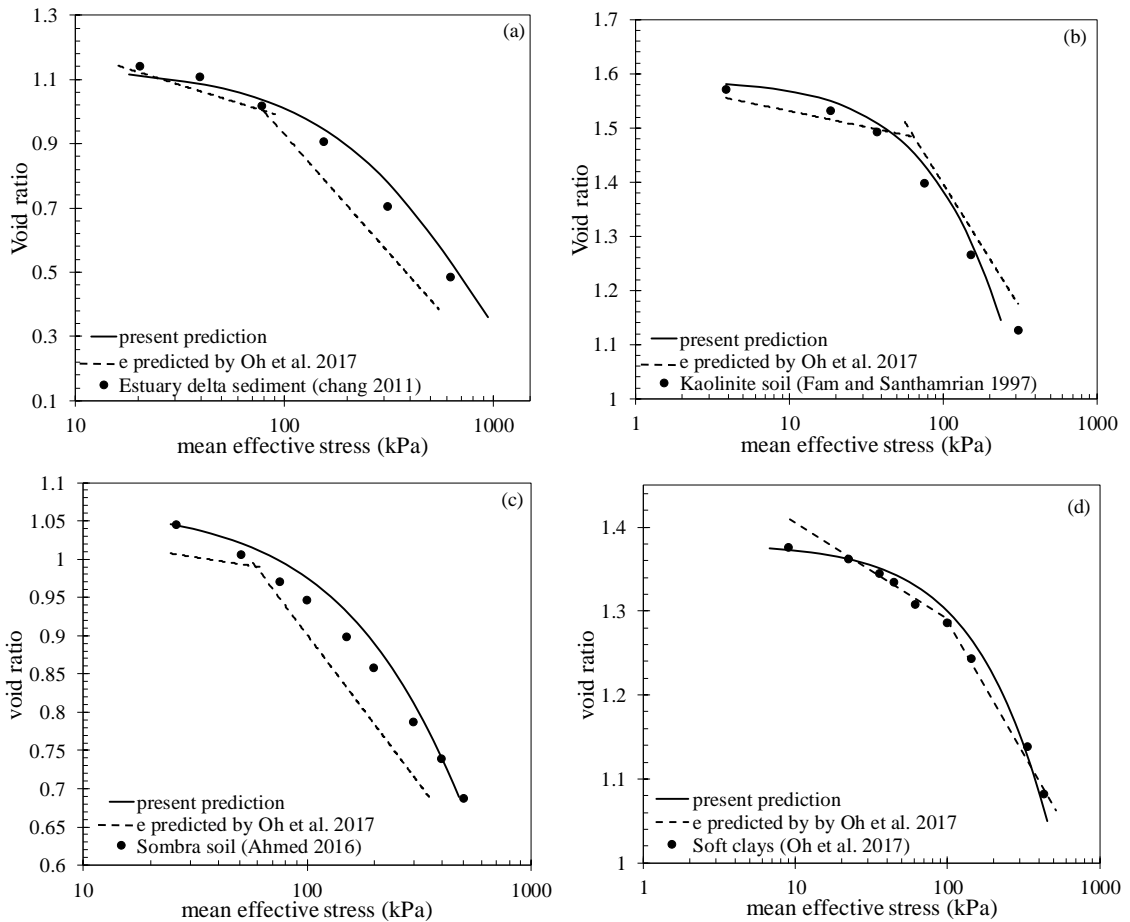 (a)
1.3
1.1
0.9
0.7
0.5
0.3
0.1
Void ratio
present prediction
e predicted by Oh et al. 2017
Estuary delta sediment (chang 2011)
10
100
1000
mean effective stress (kPa)
(b)
1.7
1.6
1.5
1.4
1.3
1.2
1.1
1
Void ratio
present prediction
e predicted by Oh et al. 2017
Kaolinite soil (Fam and Santhamrian 1997)
1
10
100
1000
mean effective stress (kPa)
(c)
1.1
1.05
1
0.95
0.9
0.85
0.8
0.75
0.7
0.65
0.6
void ratio
present prediction
e predicted by Oh et al. 2017
Sombra soil (Ahmed 2016)
10
100
1000
mean effective stress (kPa)
(d)
1.4
1.3
1.2
1.1
1
void ratio
present prediction
e predicted by by Oh et al. 2017
Soft clays (Oh et al. 2017)
1
10
100
1000
mean effective stress (kPa)